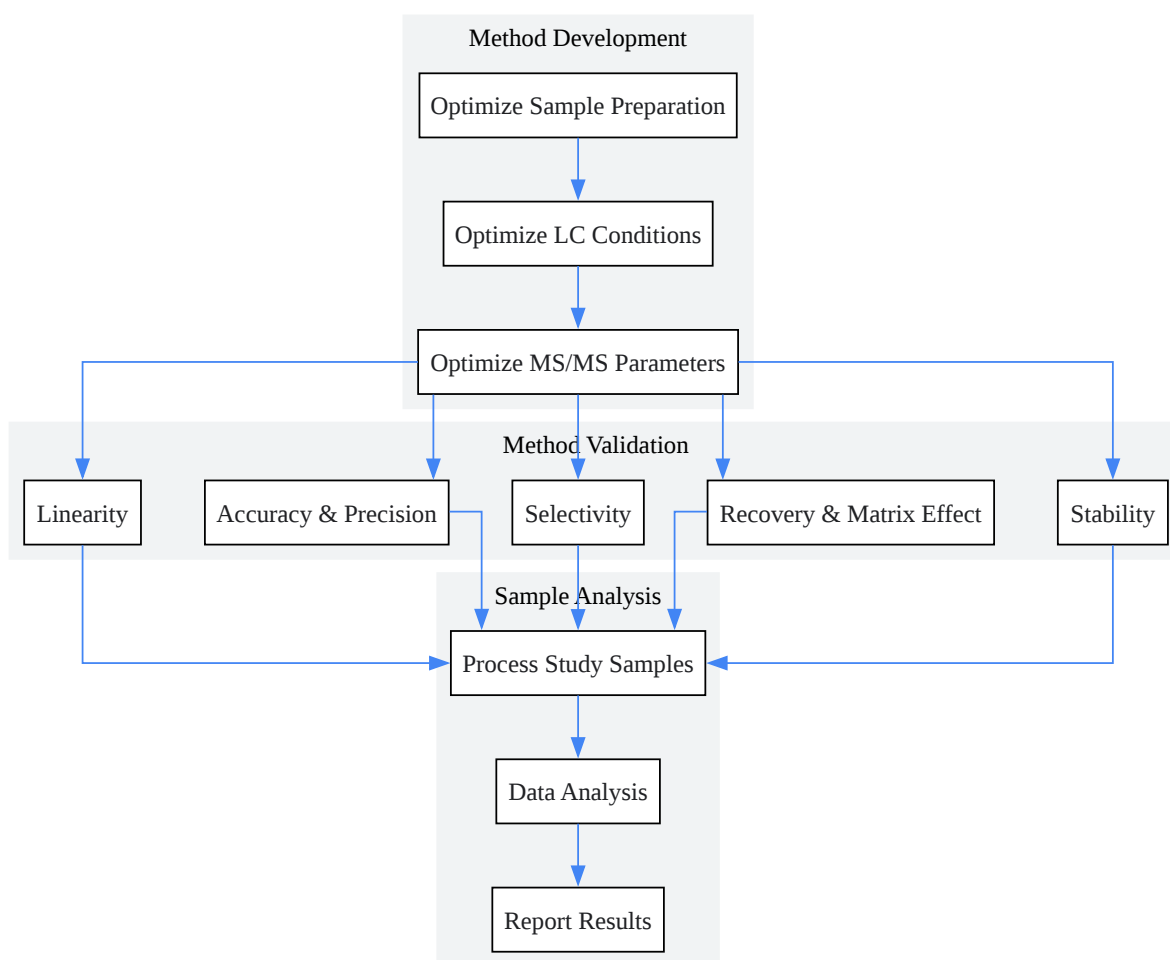 Method Development
Optimize Sample Preparation
Optimize LC Conditions
Optimize MS/MS Parameters
Method Validation
Linearity
Accuracy & Precision
Selectivity
Recovery & Matrix Effect
Stability
Sample Analysis
Process Study Samples
Data Analysis
Report Results